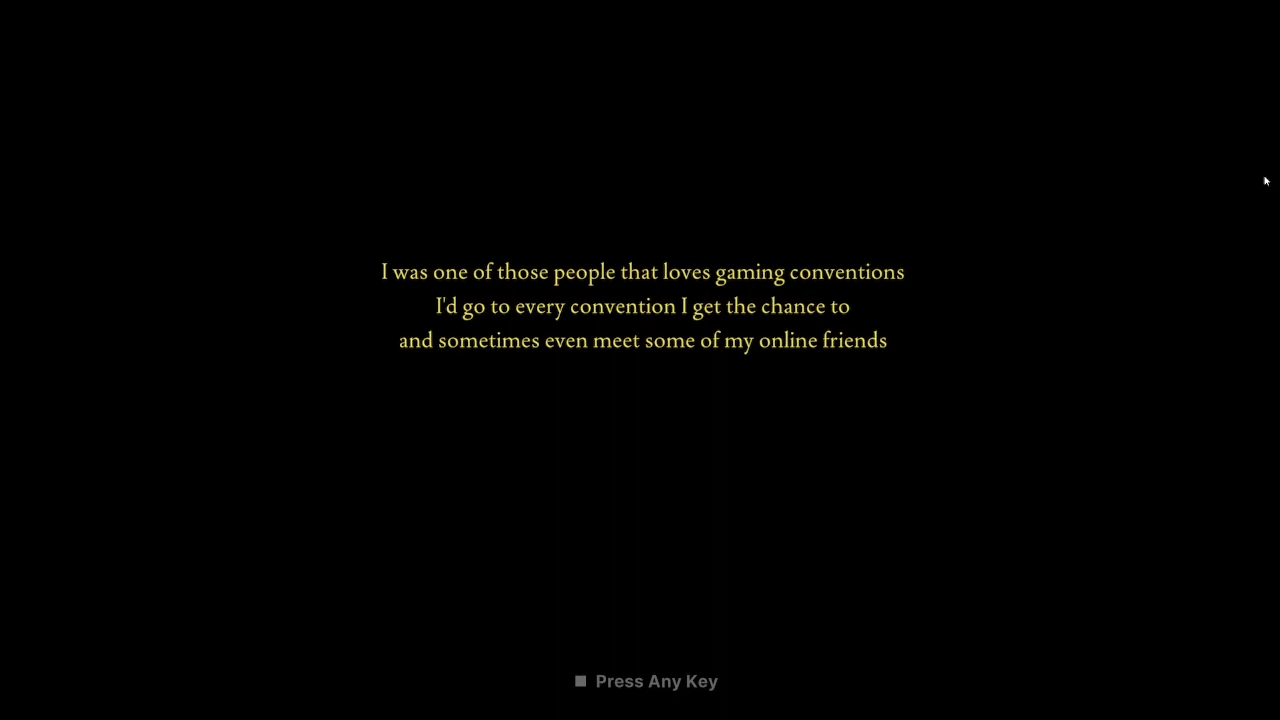 I was one of those people that loves gaming conventions
I'd go to every convention I get the chance to
and sometimes even meet some of my online friends
Press Any Key